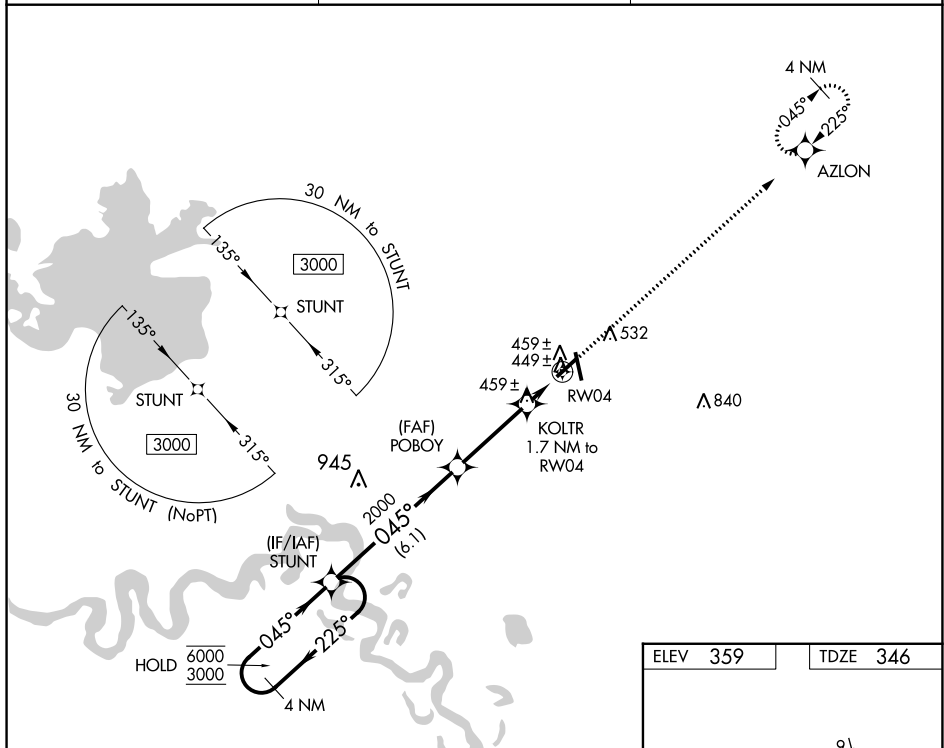 4 NM
045°
225°
AZLON
30 NM to STUNT
135°
3000
STUNT
315°
135°
STUNT
3000
315°
30 NM to STUNT (NoPT)
532
459 ±
449 ±
459 ±
RW04
840
KOLTR
1.7 NM to
RW04
(FAF)
POBOY
945
2000
045°
(6.1)
(IF/IAF)
STUNT
045°
225°
HOLD 6000
3000
4 NM
ELEV 359
TDZE 346